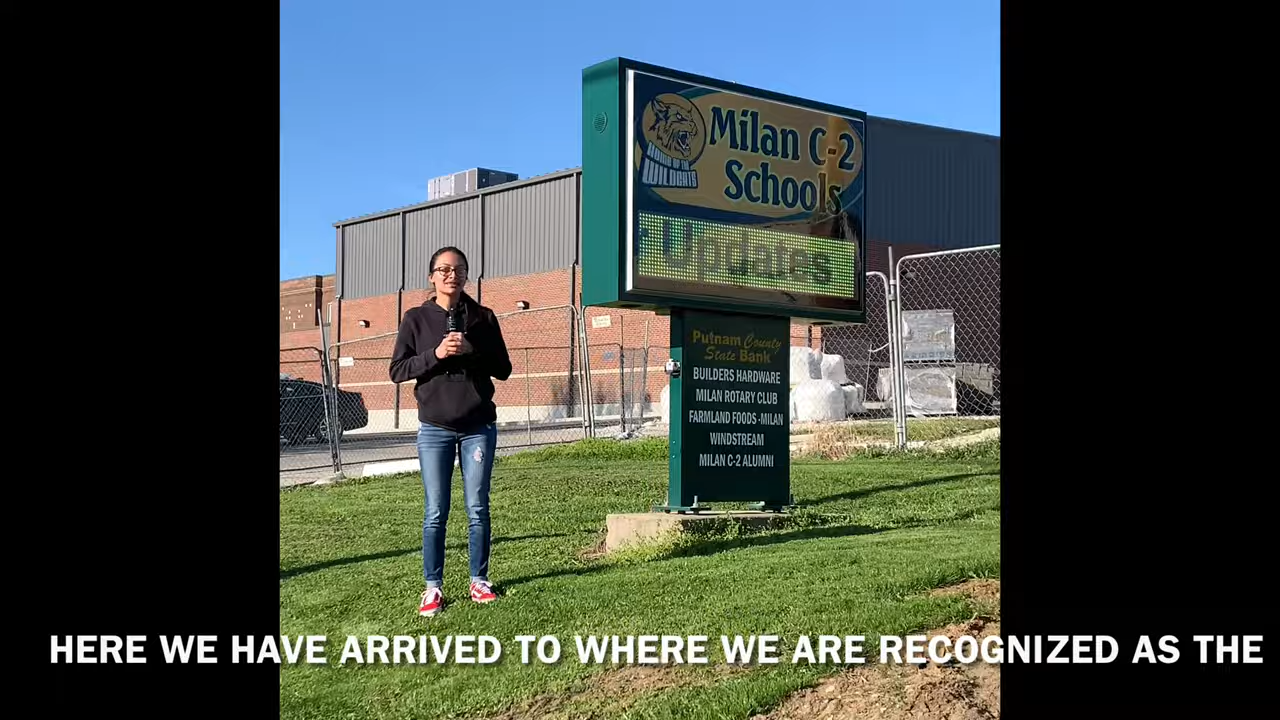 Milan C-2
Schools
HOME OF THE
WILDCATS
Updates
Putnam County
State Bank
BUILDERS HARDWARE
MILAN ROTARY CLUB
FARMLAND FOODS -MILAN
WINDSTREAM
MILAN C-2 ALUMNI
HERE WE HAVE ARRIVED TO WHERE WE ARE RECOGNIZED AS THE